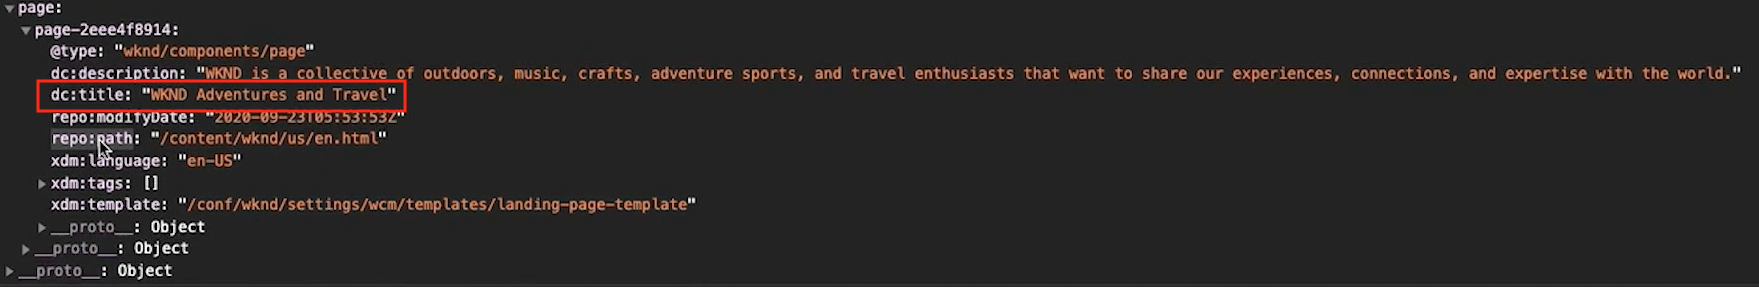 page:
page-2eee4f8914:
@type: "wknd/components/page"
dc:description: "WKND is a collective of outdoors, music, crafts, adventure sports, and travel enthusiasts that want to share our experiences, connections, and expertise with the world."
dc:title: "WKND Adventures and Travel"
repo:modifyDate: "2020-09-23T05:53:53Z"
repo:path: "/content/wknd/us/en.html"
xdm:language: "en-US"
xdm:tags: []
xdm:template: "/conf/wknd/settings/wcm/templates/landing-page-template"
__proto__: Object
__proto__: Object
__proto__: Object